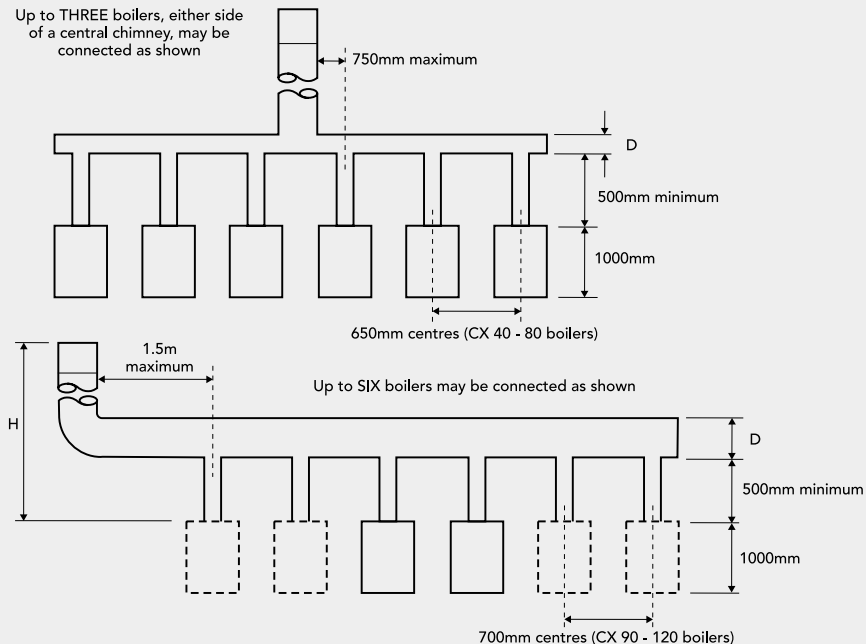 Up to THREE boilers, either side
of a central chimney, may be
connected as shown
750mm maximum
D
500mm minimum
1000mm
650mm centres (CX 40 - 80 boilers)
1.5m
maximum
Up to SIX boilers may be connected as shown
H
D
500mm minimum
1000mm
700mm centres (CX 90 - 120 boilers)